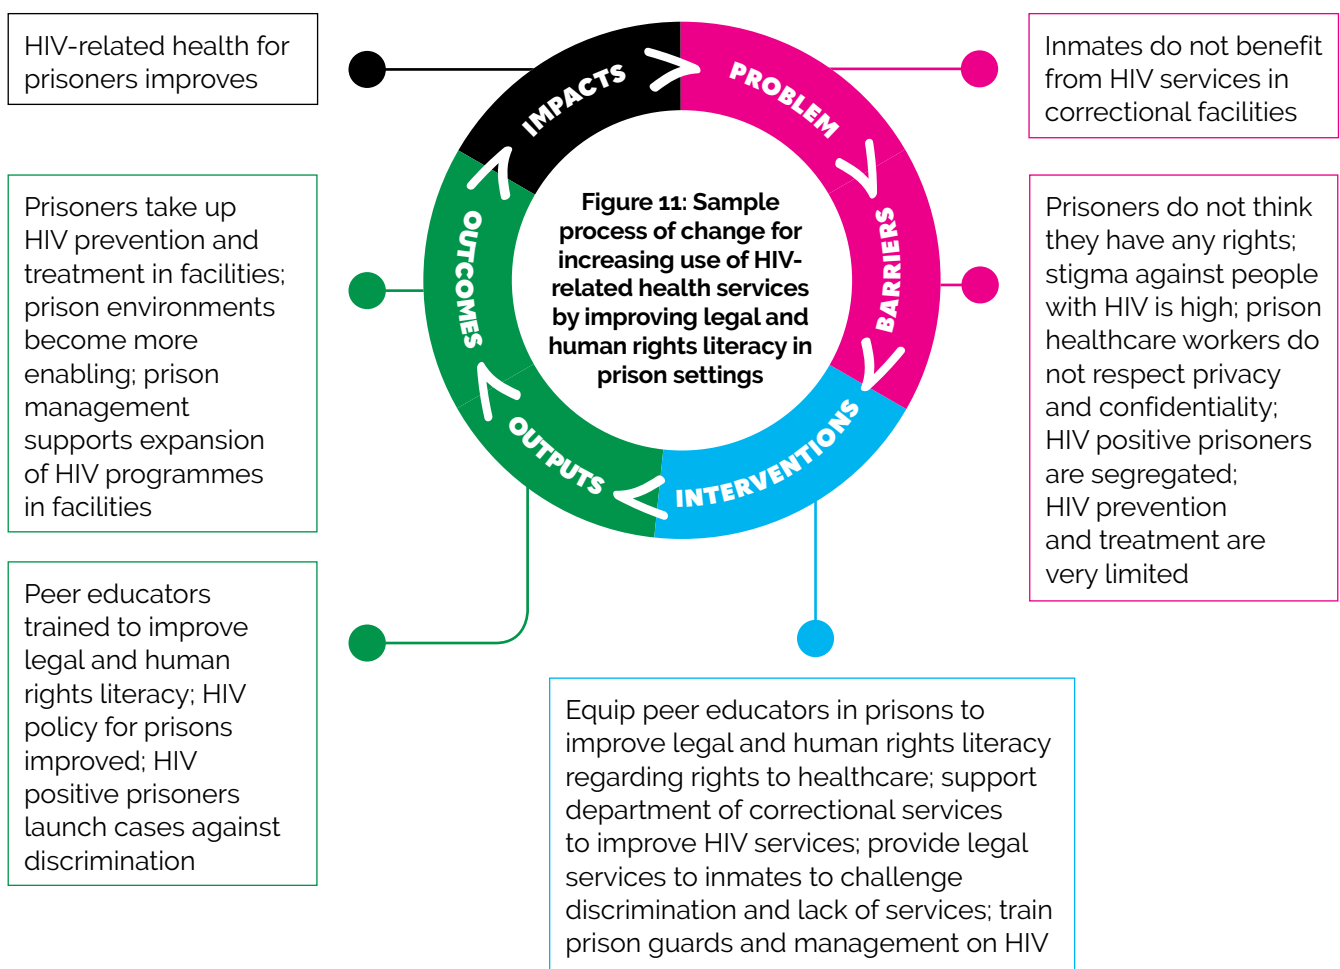 HIV-related health for
prisoners improves
Prisoners take up
HIV prevention and
treatment in facilities;
prison environments
become more
enabling; prison
management
supports expansion
of HIV programmes
in facilities
Peer educators
trained to improve
legal and human
rights literacy; HIV
policy for prisons
improved; HIV
positive prisoners
launch cases against
discrimination
IMPACTS
PROBLEM
BARRIERS
INTERVENTIONS
OUTPUTS
OUTCOMES
Figure 11: Sample
process of change for
increasing use of HIV-
related health services
by improving legal and
human rights literacy in
prison settings
Inmates do not benefit
from HIV services in
correctional facilities
Prisoners do not think
they have any rights;
stigma against people
with HIV is high; prison
healthcare workers do
not respect privacy
and confidentiality;
HIV positive prisoners
are segregated;
HIV prevention
and treatment are
very limited
Equip peer educators in prisons to
improve legal and human rights literacy
regarding rights to healthcare; support
department of correctional services
to improve HIV services; provide legal
services to inmates to challenge
discrimination and lack of services; train
prison guards and management on HIV